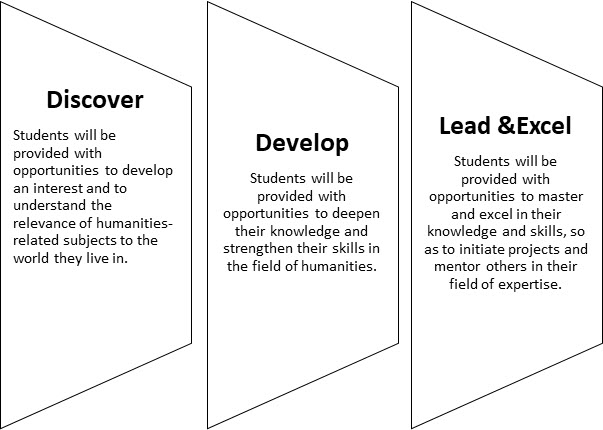 Discover
Students will be
provided with
opportunities to develop
an interest and to
understand the
relevance of humanities-
related subjects to the
world they live in.
Develop
Students will be
provided with
opportunities to deepen
their knowledge and
strengthen their skills in
the field of humanities.
Lead &Excel
Students will be
provided with
opportunities to master
and excel in their
knowledge and skills, so
as to initiate projects and
mentor others in their
field of expertise.